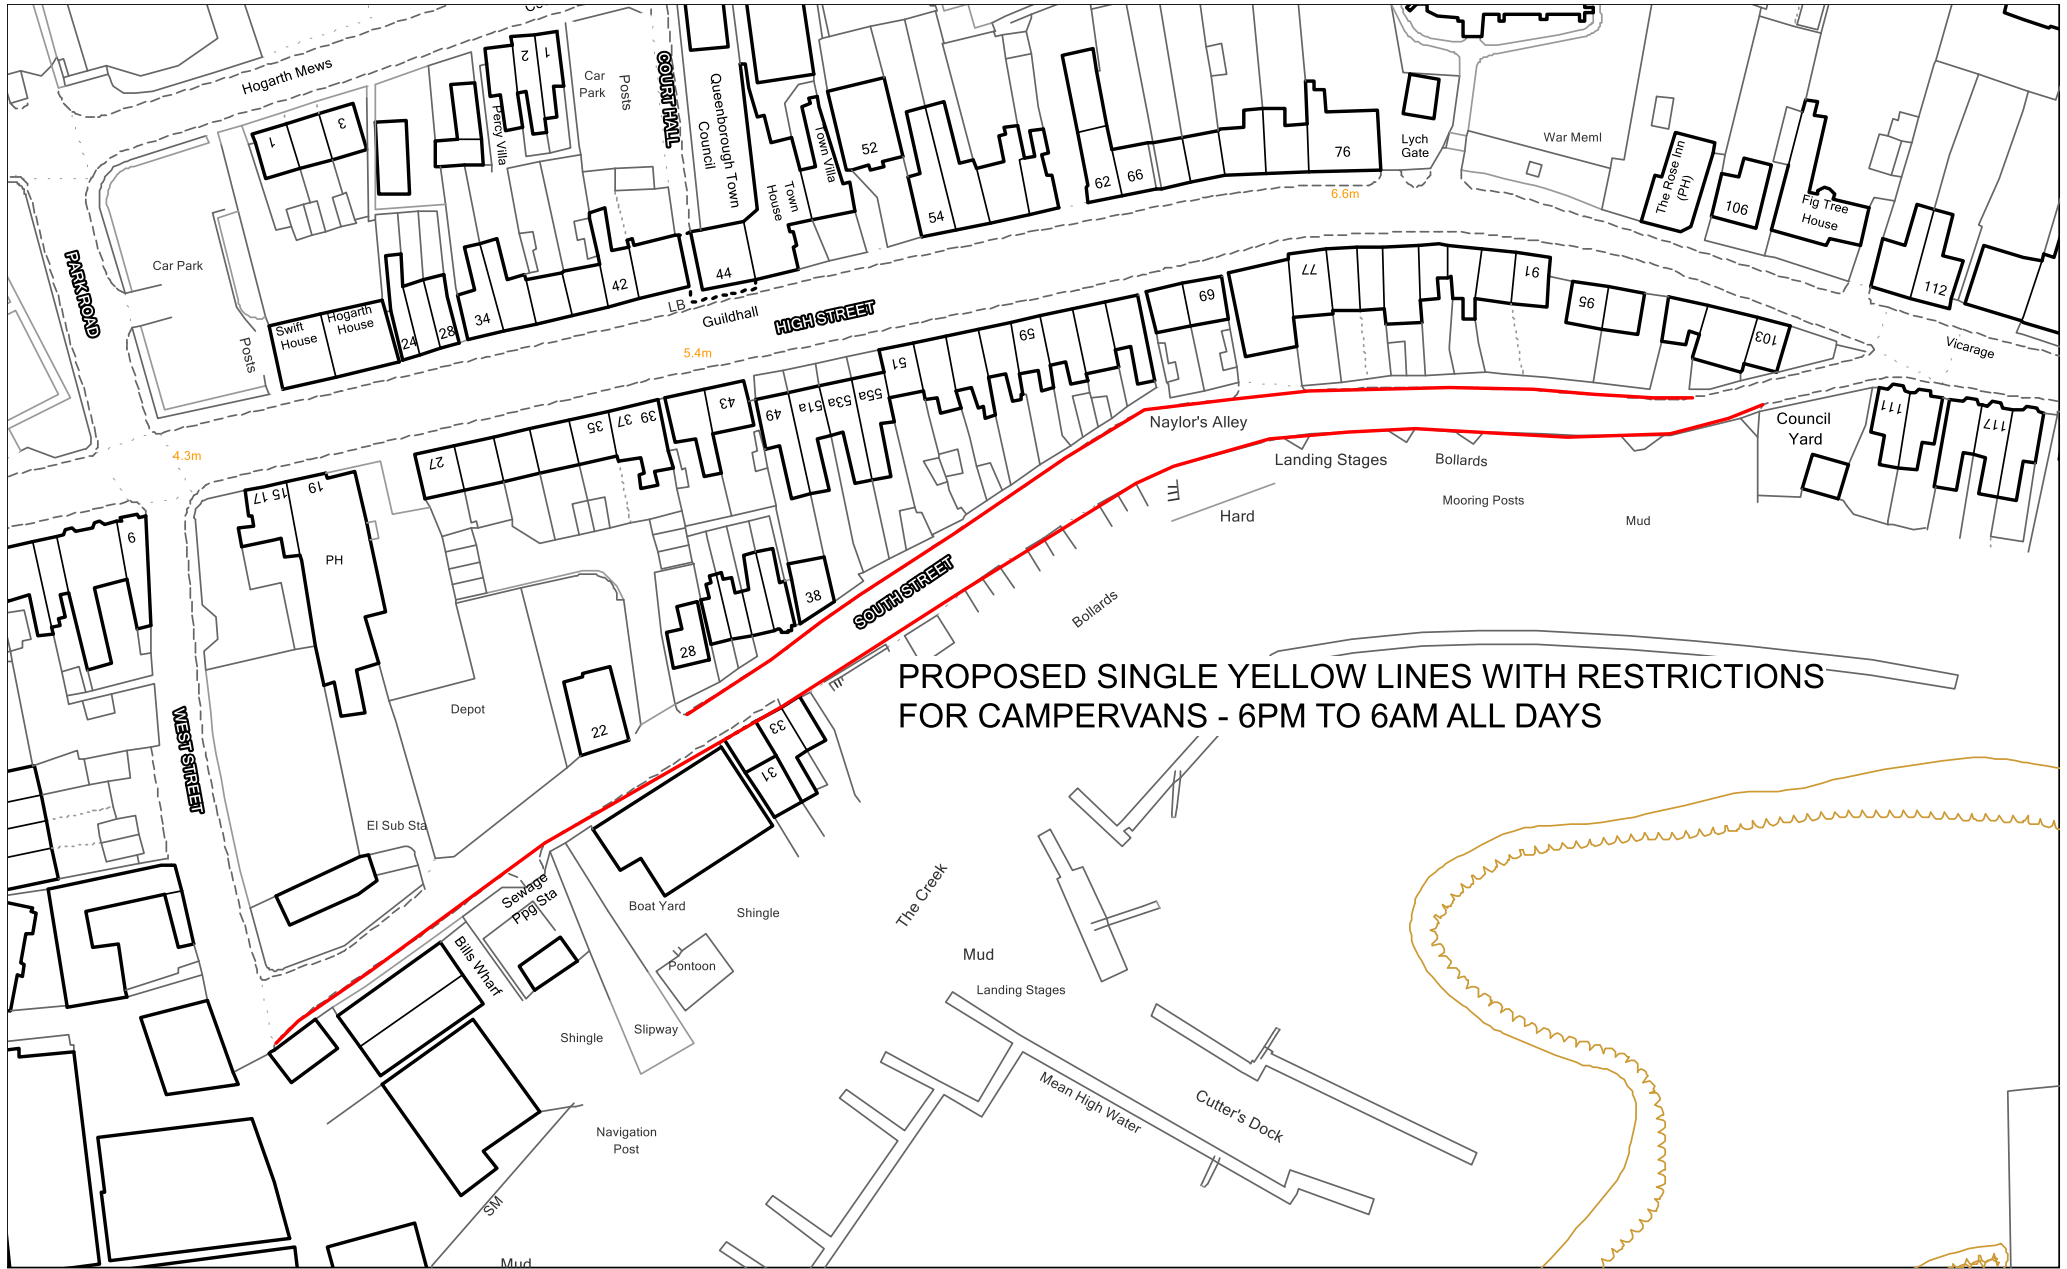 Hogarth Mews
1
3
2
1
Percy Villa
Car
Park
Posts
COURT HALL
Queenborough Town
Council
Town Villa
Town
House
52
54
62
66
76
Lych
Gate
War Meml
The Rose Inn
(PH)
106
Fig Tree
House
112
Vicarage
6.6m
PARK ROAD
Car Park
Posts
Swift
House
Hogarth
House
24
28
34
42
44
LB
Guildhall
HIGH STREET
5.4m
4.3m
69
77
91
95
103
59
51
55a
53a
51a
49
43
39
37
35
27
19
15 17
PH
9
Naylor's Alley
Landing Stages
Bollards
Mooring Posts
Mud
Hard
Council
Yard
111
117
SOUTH STREET
38
28
22
Depot
WEST STREET
El Sub Sta
Bollards
PROPOSED SINGLE YELLOW LINES WITH RESTRICTIONS
FOR CAMPERVANS - 6PM TO 6AM ALL DAYS
33
31
Sewage
Ppg Sta
Bills Wharf
Boat Yard
Shingle
Pontoon
Slipway
Shingle
The Creek
Mud
Landing Stages
Mean High Water
Cutter's Dock
Navigation
Post
SM
Mud